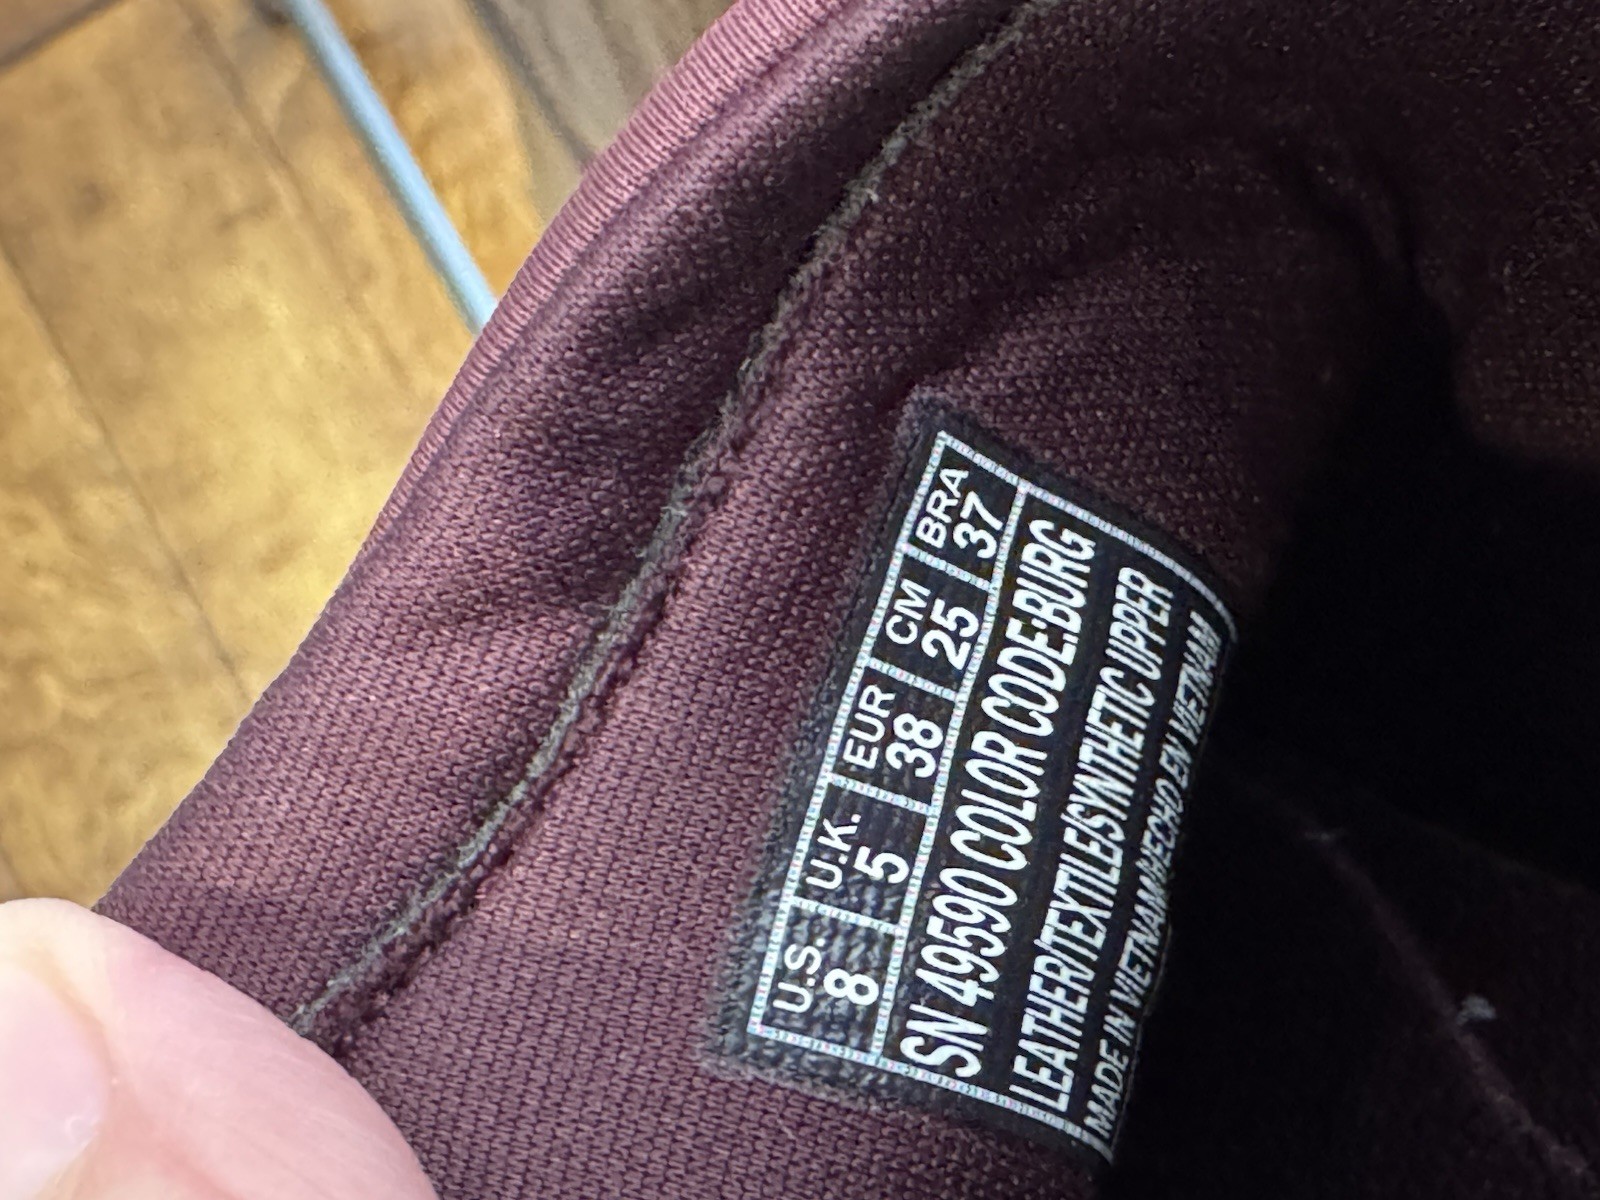 U.S. U.K. EUR CM BRA
8 5 38 25 37
SN 49590 COLOR CODE:BURG
LEATHER/TEXTILE/SYNTHETIC UPPER
MADE IN VIETNAM/HECHO EN VIETNAM